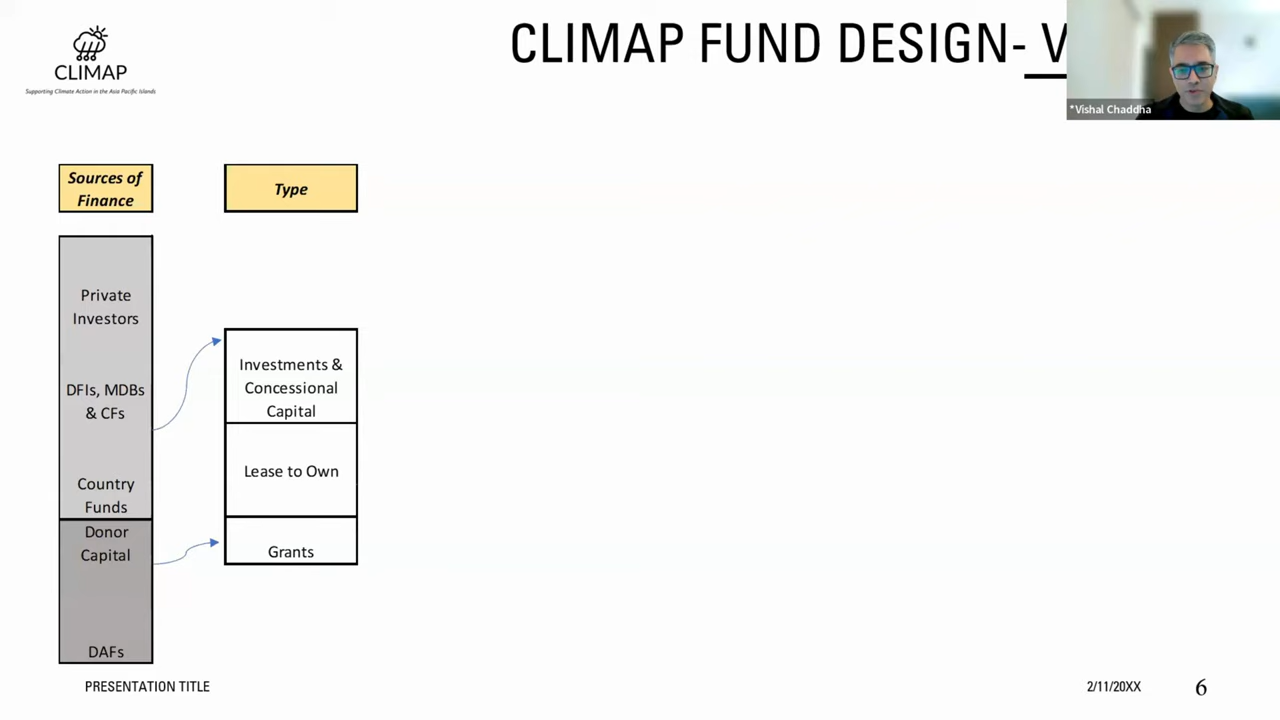 CLIMAP
Supporting Climate Action in the Asia Pacific Islands
CLIMAP FUND DESIGN-
*Vishal Chaddha
Sources of
Finance
Type
Private
Investors
DFIs, MDBs
& CFs
Country
Funds
Donor
Capital
DAFs
Investments &
Concessional
Capital
Lease to Own
Grants
PRESENTATION TITLE
2/11/20XX
6